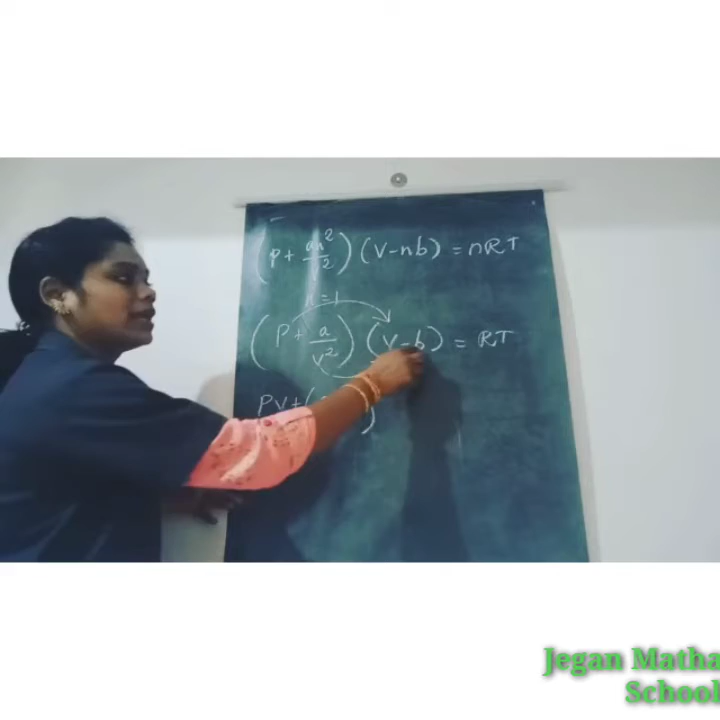 (P + an²/V²) (V - nb) = nRT
n = 1
(P + a/V²) (V - b) = RT
PV + (
Jegan Matha
School